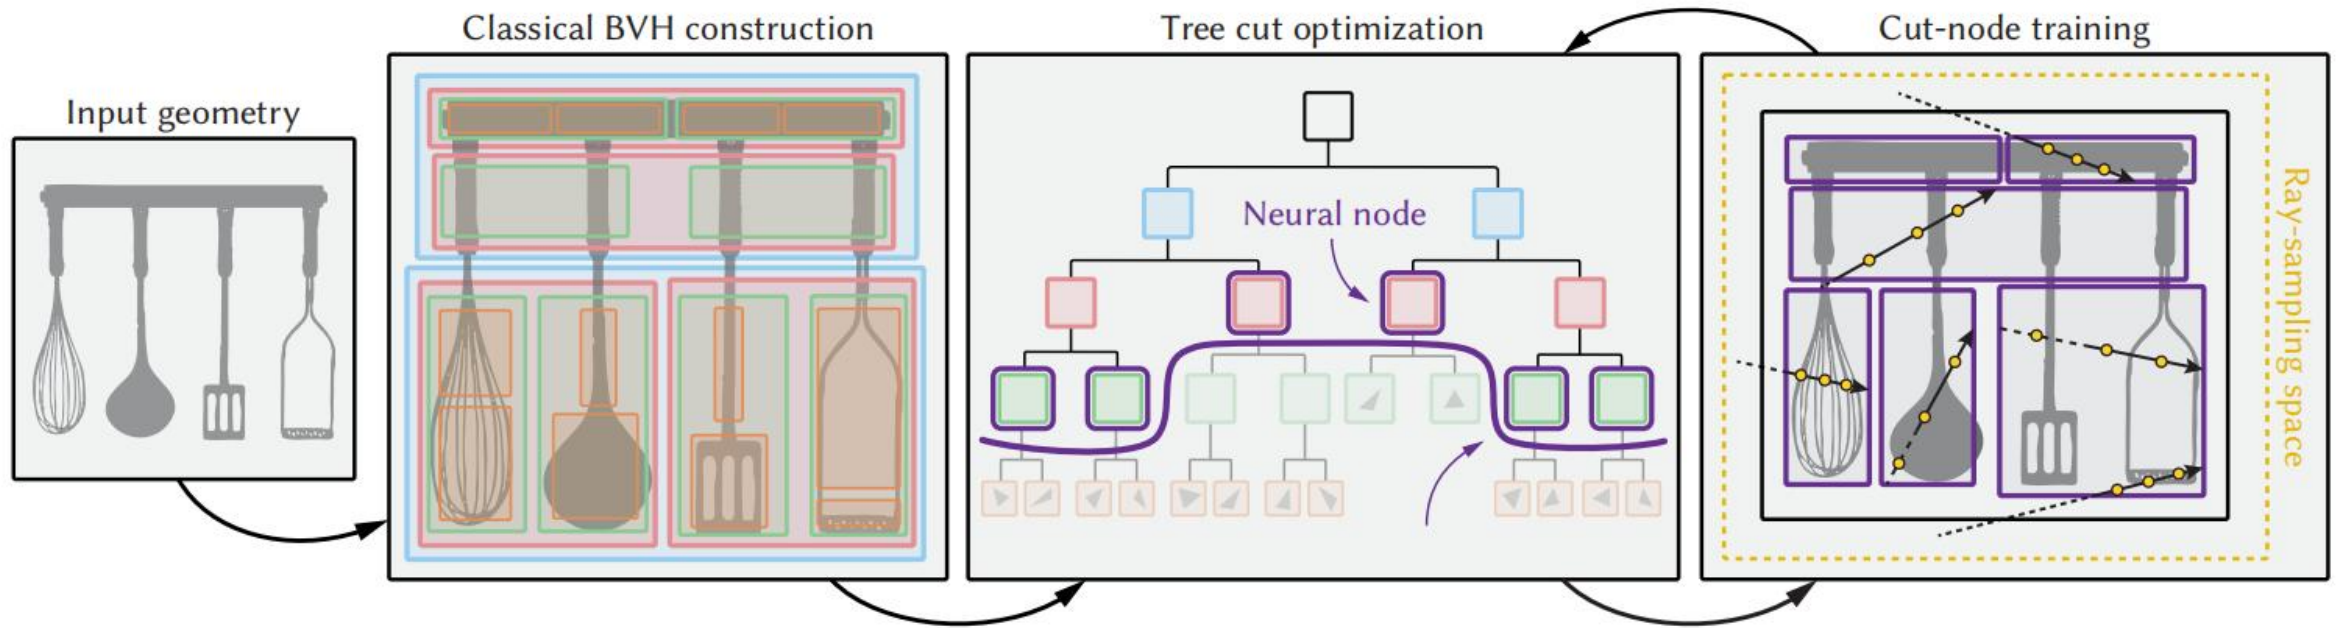 Input geometry
Classical BVH construction
Tree cut optimization
Neural node
Cut-node training
Ray-sampling space